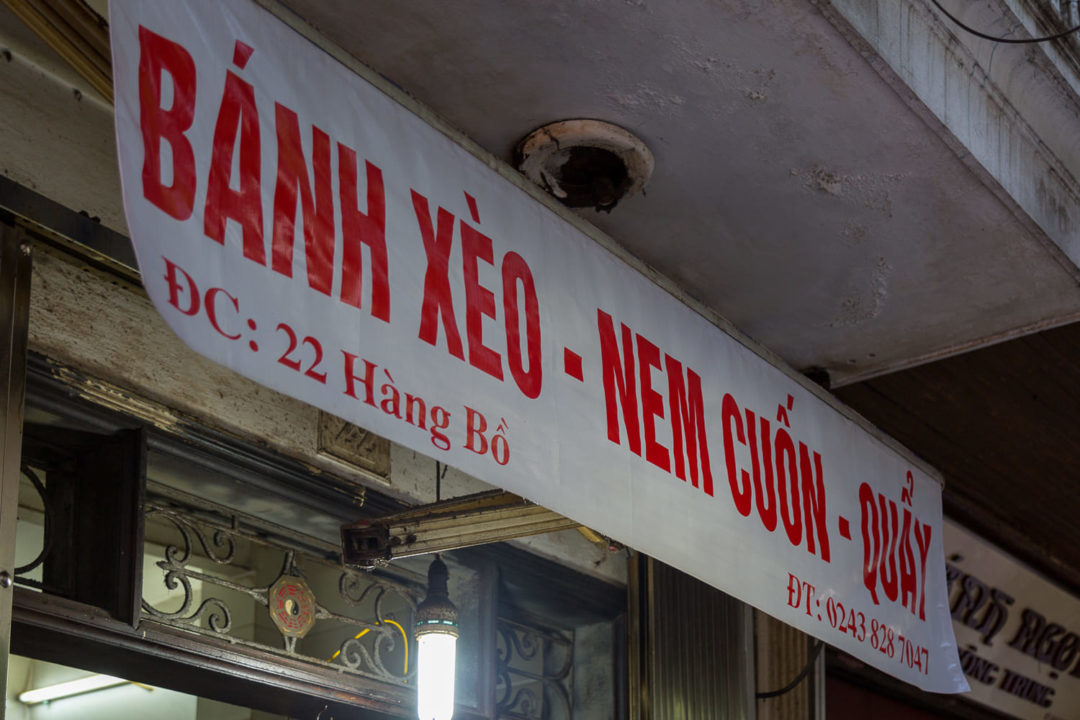 BÁNH XÈO - NEM CUỐN - QUẨY
ĐC: 22 Hàng Bồ
ĐT: 0243 828 7047